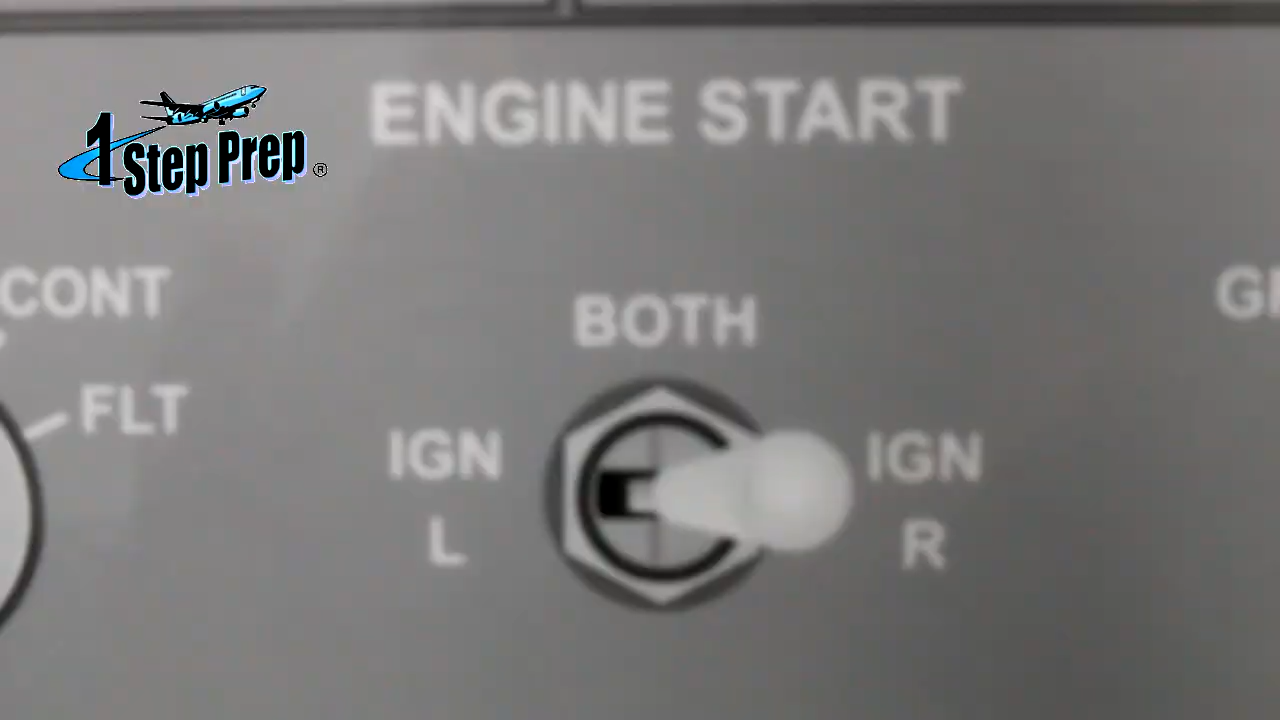 1 Step Prep ®
ENGINE START
CONT
FLT
BOTH
IGN
L
IGN
R